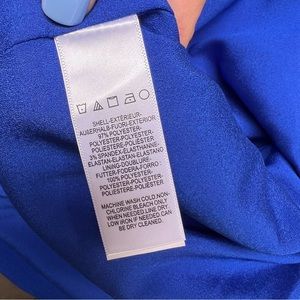 SHELL-EXTÉRIEUR-
AUßERHALB-FUORI-EXTERIOR
97% POLYESTER-
POLYESTER-POLYESTER-
POLIESTERE-POLIÉSTER
3% SPANDEX-ÉLASTHANNE-
ELASTAN-ELASTAN-ELASTANO
LINING-DOUBLURE-
FUTTER-FODERA-FORRO
100% POLYESTER-
POLYESTER-POLYESTER-
POLIESTERE-POLIÉSTER
MACHINE WASH COLD.NON-
CHLORINE BLEACH ONLY
WHEN NEEDED.LINE DRY.
LOW IRON IF NEEDED.CAN
BE DRY CLEANED.